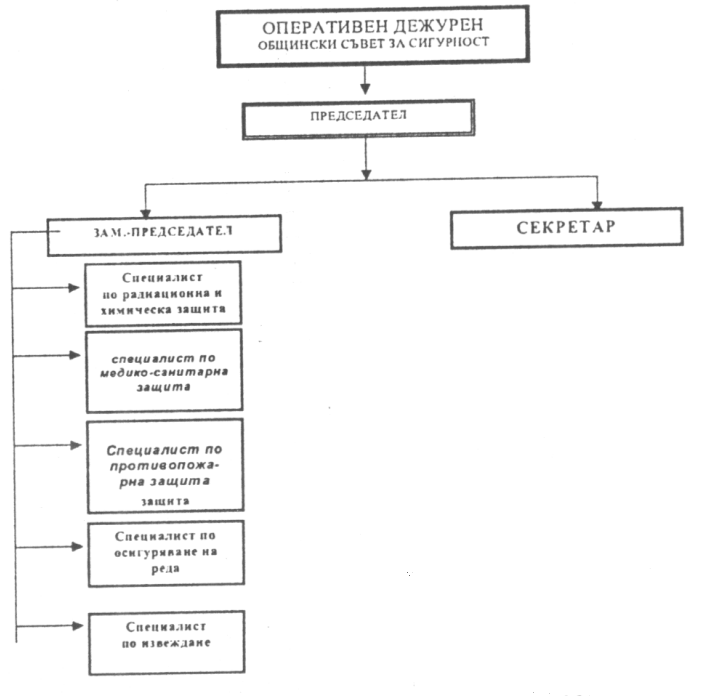 ОПЕРАТИВЕН ДЕЖУРЕН
ОБЩИНСКИ СЪВЕТ ЗА СИГУРНОСТ
ПРЕДСЕДАТЕЛ
ЗАМ.-ПРЕДСЕДАТЕЛ
СЕКРЕТАР
Специалист
по радиационна и
химическа защита
специалист по
медико-санитарна
защита
Специалист по
противопожа-
рна защита
защита
Специалист по
осигуряване на
реда
Специалист
по извеждане